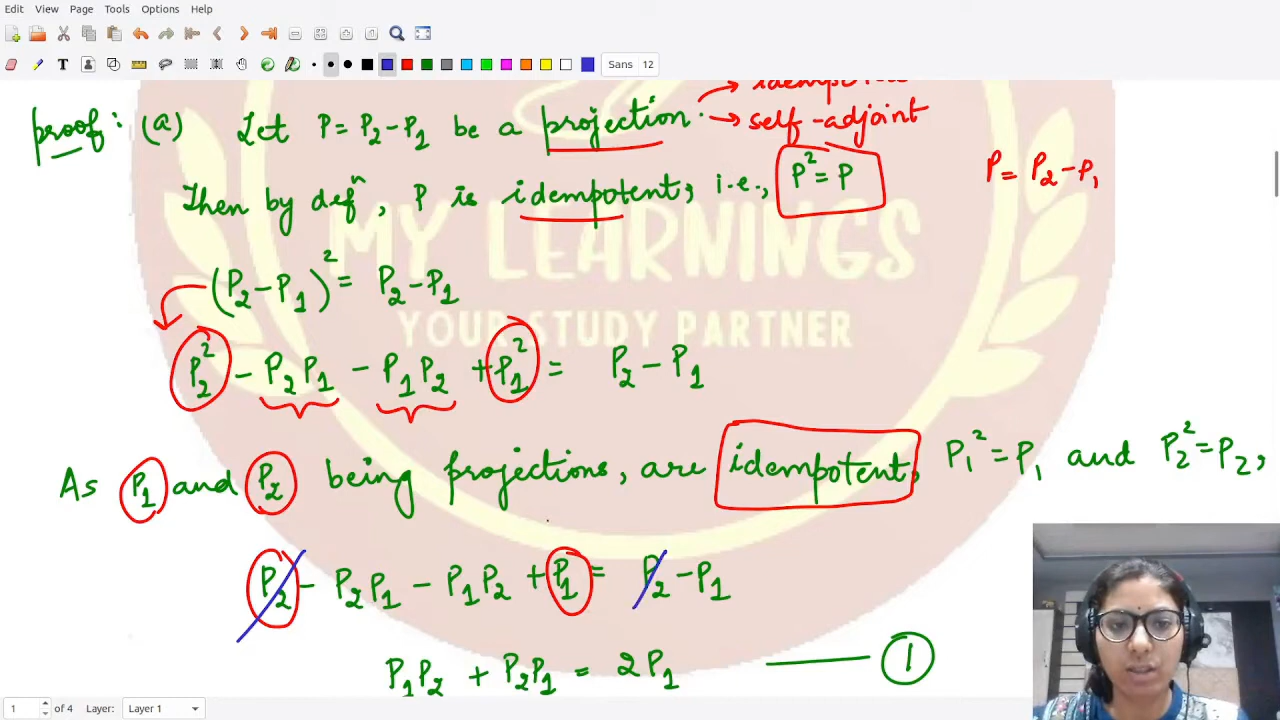 Edit View Page Tools Options Help
Sans 12
proof: (a) Let P = P₂ - P₁ be a projection. → idempotent
→ self-adjoint
P = P₂ - P₁
Then by defⁿ, P is idempotent, i.e., P² = P
(P₂ - P₁)² = P₂ - P₁
P₂² - P₂P₁ - P₁P₂ + P₁² = P₂ - P₁
As P₁ and P₂ being projections, are idempotent, P₁² = P₁ and P₂² = P₂,
P₂ - P₂P₁ - P₁P₂ + P₁ = P₂ - P₁
P₁P₂ + P₂P₁ = 2P₁ —— 1
MY LEARNINGS
YOUR STUDY PARTNER
1 of 4 Layer: Layer 1